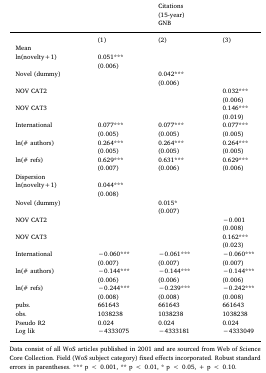 Citations
(15-year)
GNB
(1) (2) (3)
Mean
ln(novelty+1) 0.051***
(0.006)
Novel (dummy) 0.042***
(0.006)
NOV CAT2 0.032***
(0.006)
NOV CAT3 0.146***
(0.019)
International 0.077*** 0.077*** 0.077***
(0.005) (0.005) (0.005)
ln(# authors) 0.264*** 0.264*** 0.264***
(0.005) (0.005) (0.005)
ln(# refs) 0.629*** 0.631*** 0.629***
(0.007) (0.006) (0.006)
Dispersion
ln(novelty+1) 0.044***
(0.008)
Novel (dummy) 0.015*
(0.007)
NOV CAT2 −0.001
(0.008)
NOV CAT3 0.162***
(0.023)
International −0.060*** −0.061*** −0.060***
(0.007) (0.007) (0.007)
ln(# authors) −0.144*** −0.144*** −0.144***
(0.006) (0.006) (0.006)
ln(# refs) −0.244*** −0.239*** −0.242***
(0.008) (0.008) (0.008)
pubs. 661643 661643 661643
obs. 1038238 1038238 1038238
Pseudo R2 0.024 0.024 0.024
Log lik −4333075 −4333181 −4333049
Data consist of all WoS articles published in 2001 and are sourced from Web of Science
Core Collection. Field (WoS subject category) fixed effects incorporated. Robust standard
errors in parentheses. *** p < 0.001, ** p < 0.01, * p < 0.05, + p < 0.10.